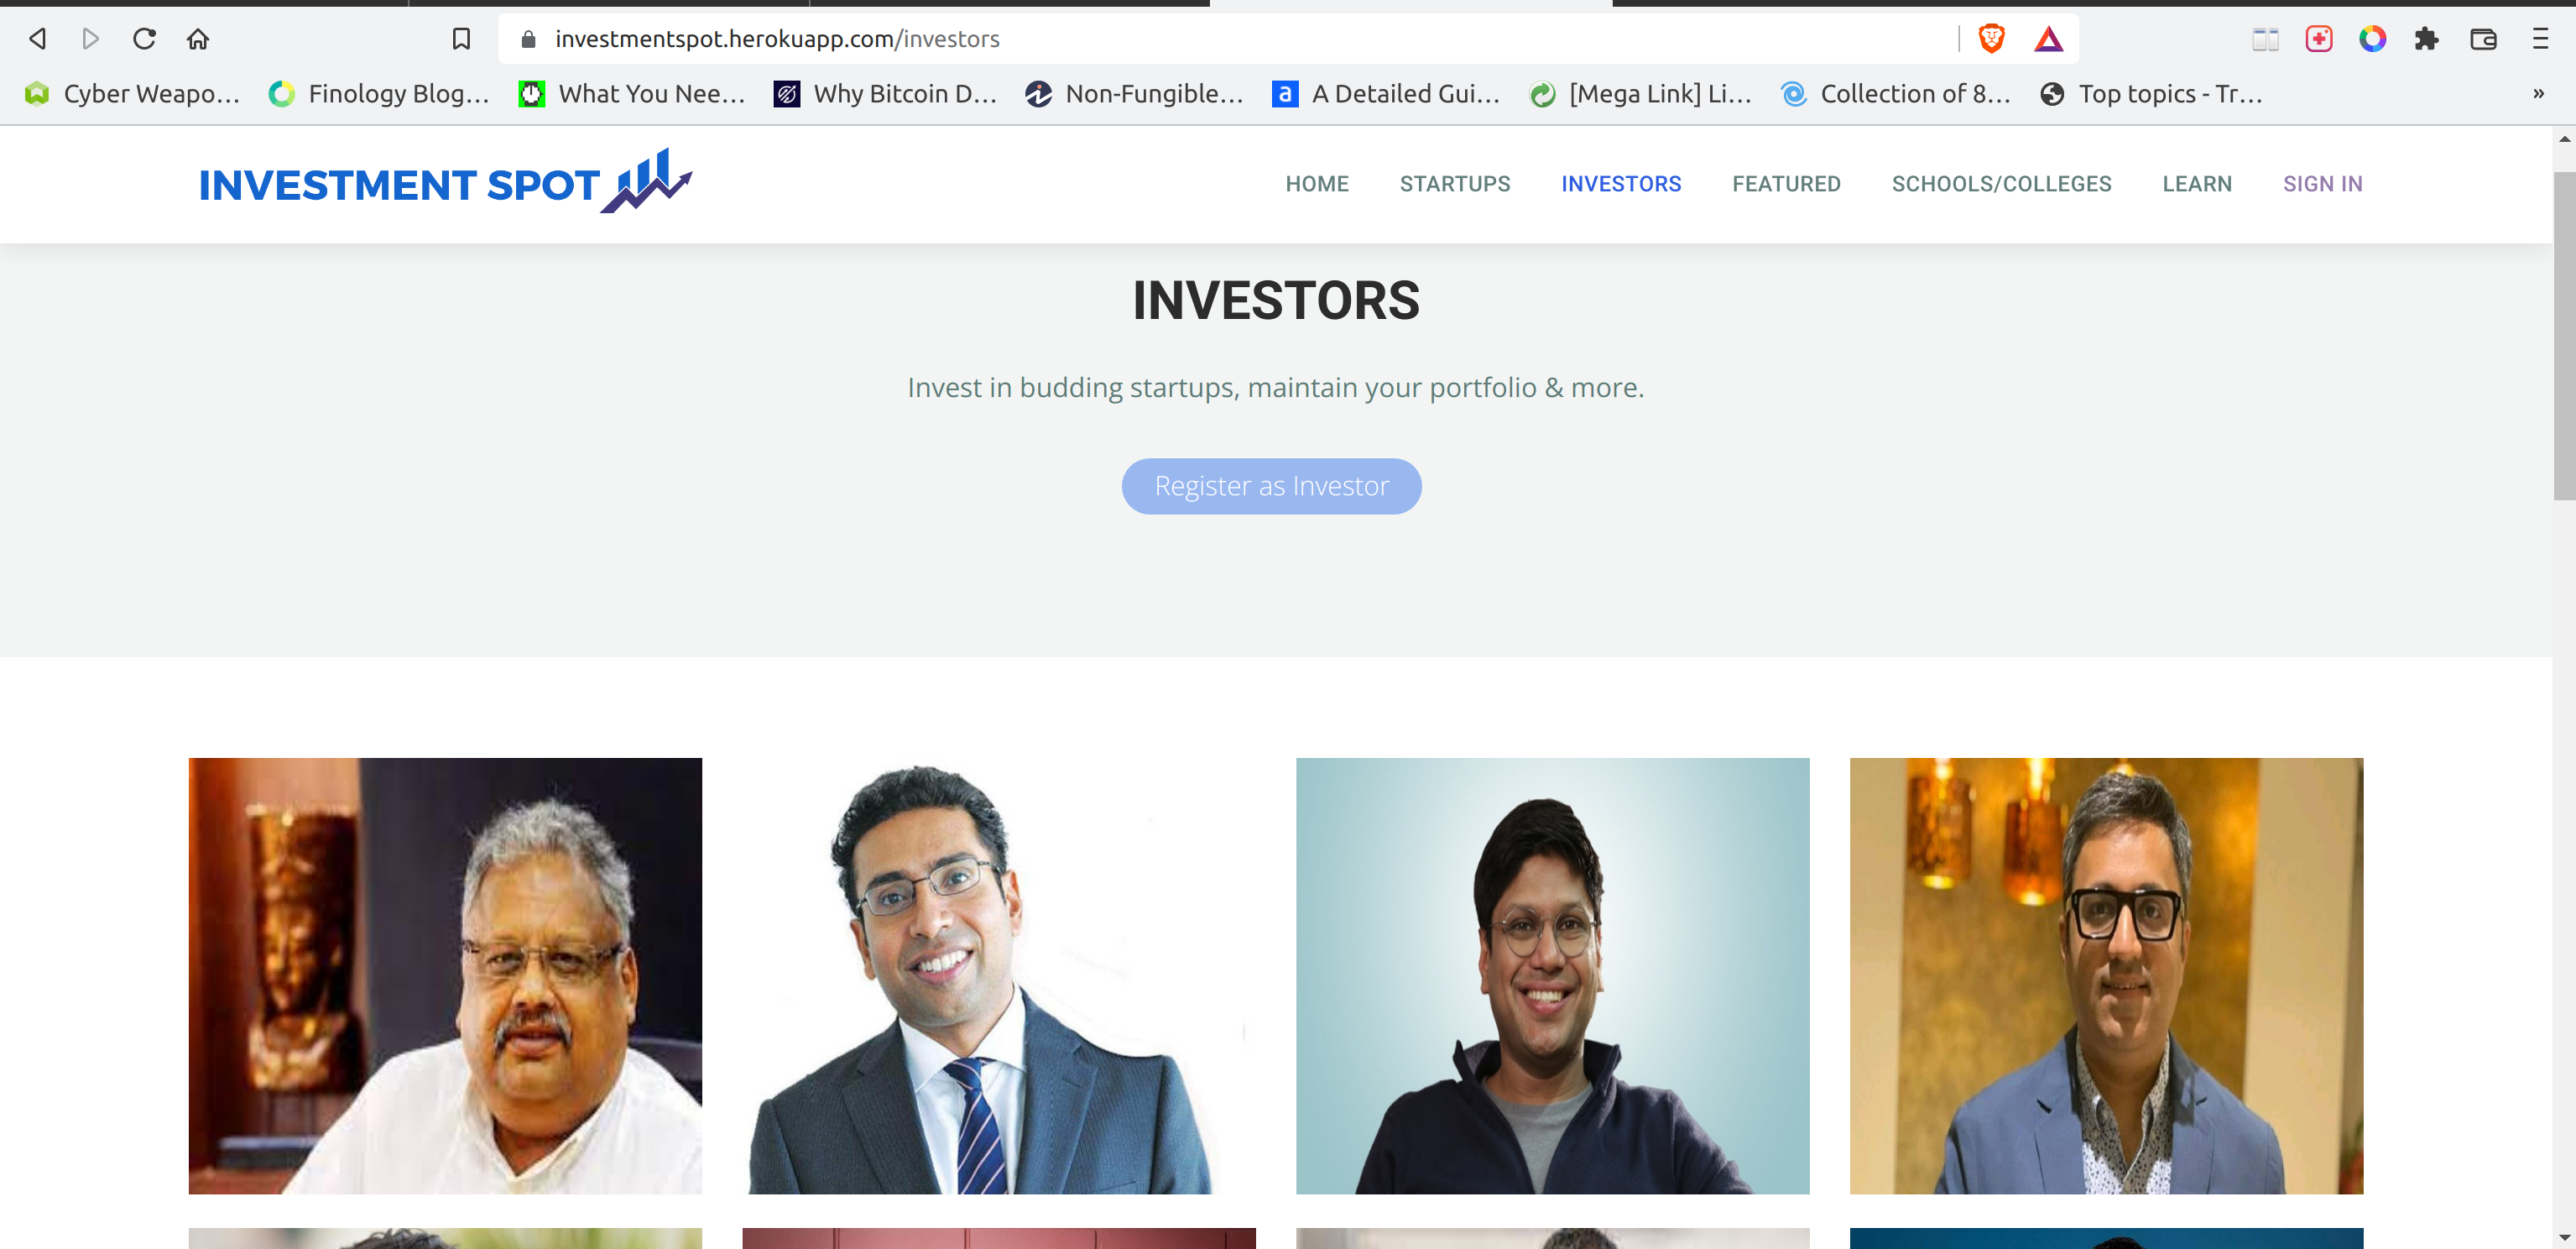 investmentspot.herokuapp.com/investors
Cyber Weapo... Finology Blog... What You Nee... Why Bitcoin D... Non-Fungible... A Detailed Gui... [Mega Link] Li... Collection of 8... Top topics - Tr... »
INVESTMENT SPOT
HOME STARTUPS INVESTORS FEATURED SCHOOLS/COLLEGES LEARN SIGN IN
INVESTORS
Invest in budding startups, maintain your portfolio & more.
Register as Investor